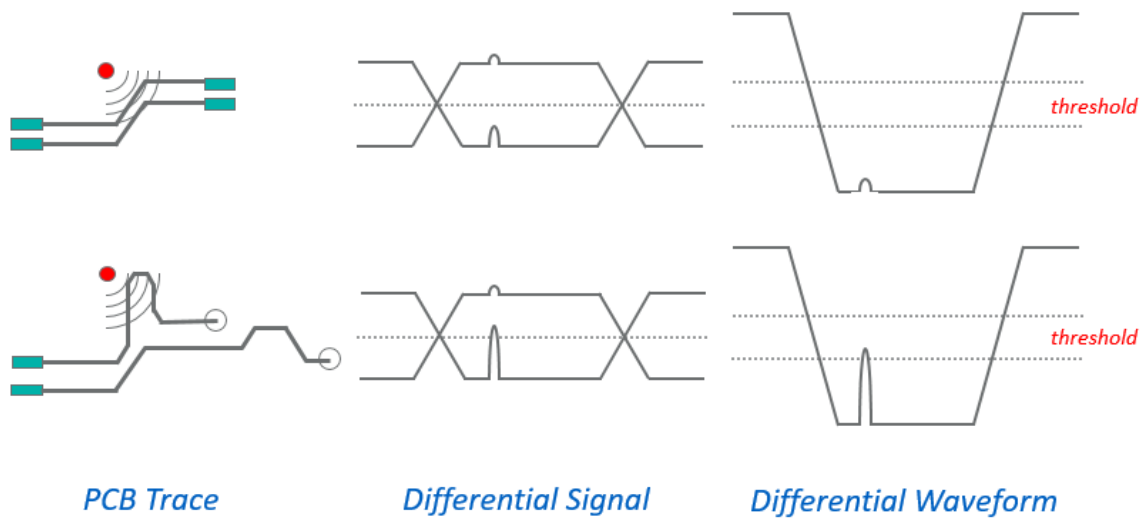 threshold
threshold
PCB Trace
Differential Signal
Differential Waveform